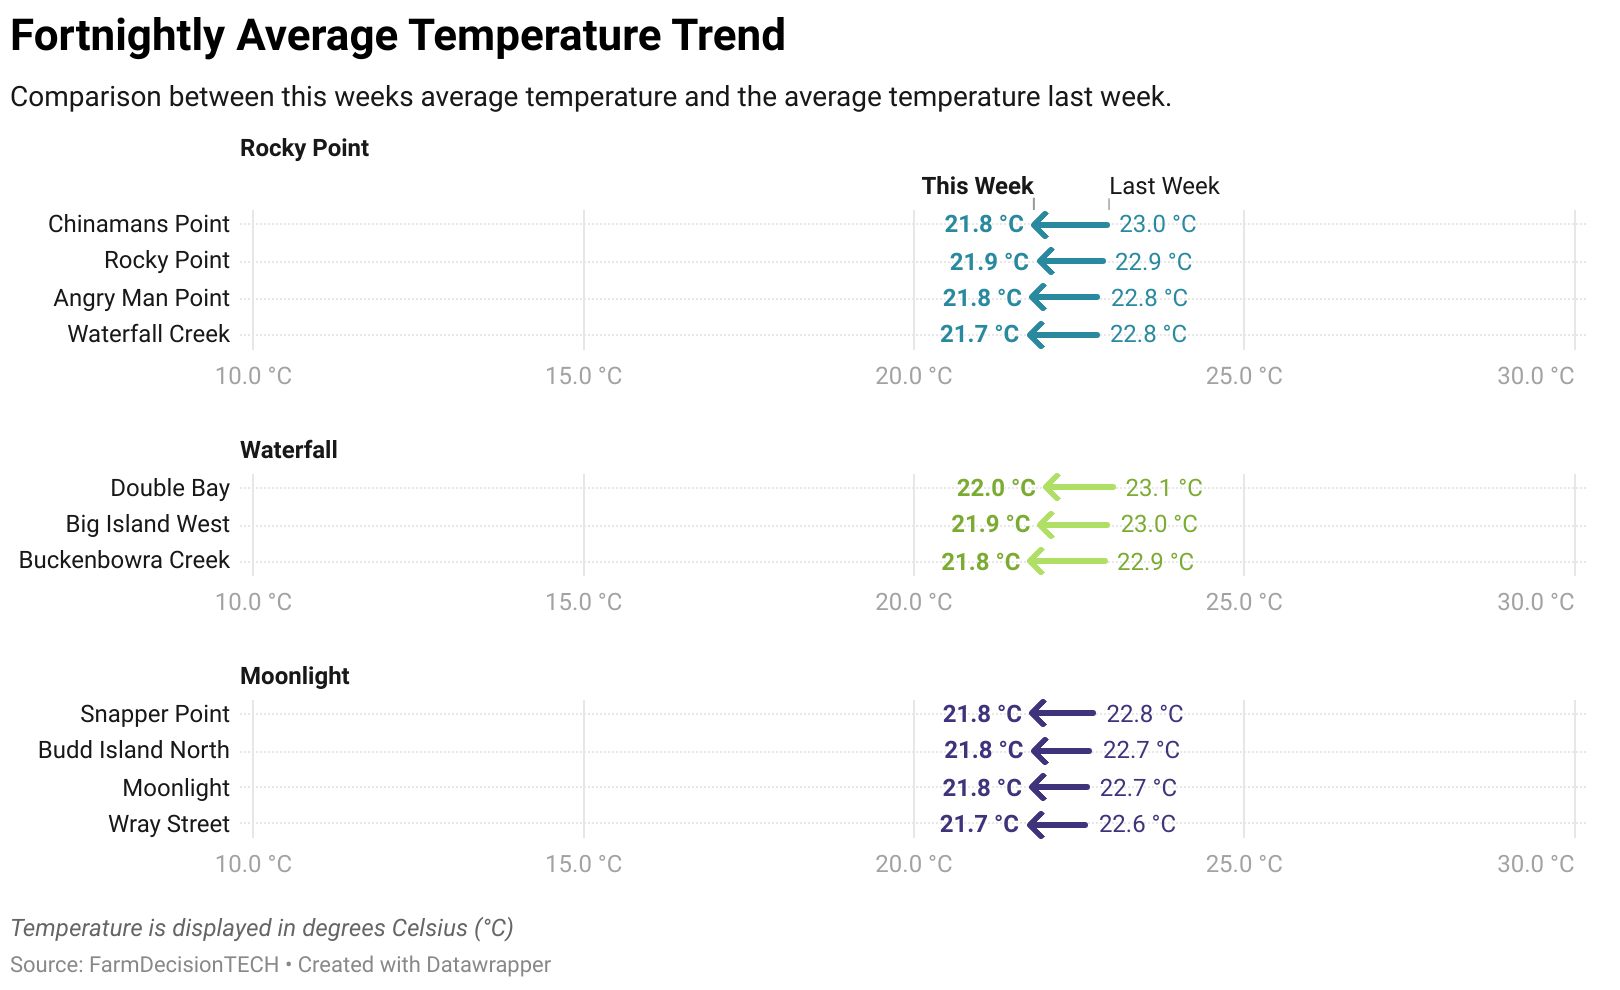 Fortnightly Average Temperature Trend
Comparison between this weeks average temperature and the average temperature last week.
Rocky Point
This Week Last Week
Chinamans Point 21.8 °C 23.0 °C
Rocky Point 21.9 °C 22.9 °C
Angry Man Point 21.8 °C 22.8 °C
Waterfall Creek 21.7 °C 22.8 °C
10.0 °C 15.0 °C 20.0 °C 25.0 °C 30.0 °C
Waterfall
Double Bay 22.0 °C 23.1 °C
Big Island West 21.9 °C 23.0 °C
Buckenbowra Creek 21.8 °C 22.9 °C
10.0 °C 15.0 °C 20.0 °C 25.0 °C 30.0 °C
Moonlight
Snapper Point 21.8 °C 22.8 °C
Budd Island North 21.8 °C 22.7 °C
Moonlight 21.8 °C 22.7 °C
Wray Street 21.7 °C 22.6 °C
10.0 °C 15.0 °C 20.0 °C 25.0 °C 30.0 °C
Temperature is displayed in degrees Celsius (°C)
Source: FarmDecisionTECH • Created with Datawrapper